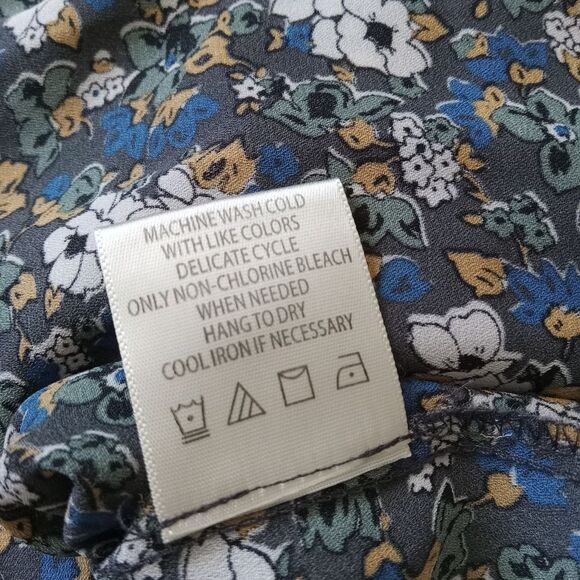 MACHINE WASH COLD
WITH LIKE COLORS
DELICATE CYCLE
ONLY NON-CHLORINE BLEACH
WHEN NEEDED
HANG TO DRY
COOL IRON IF NECESSARY